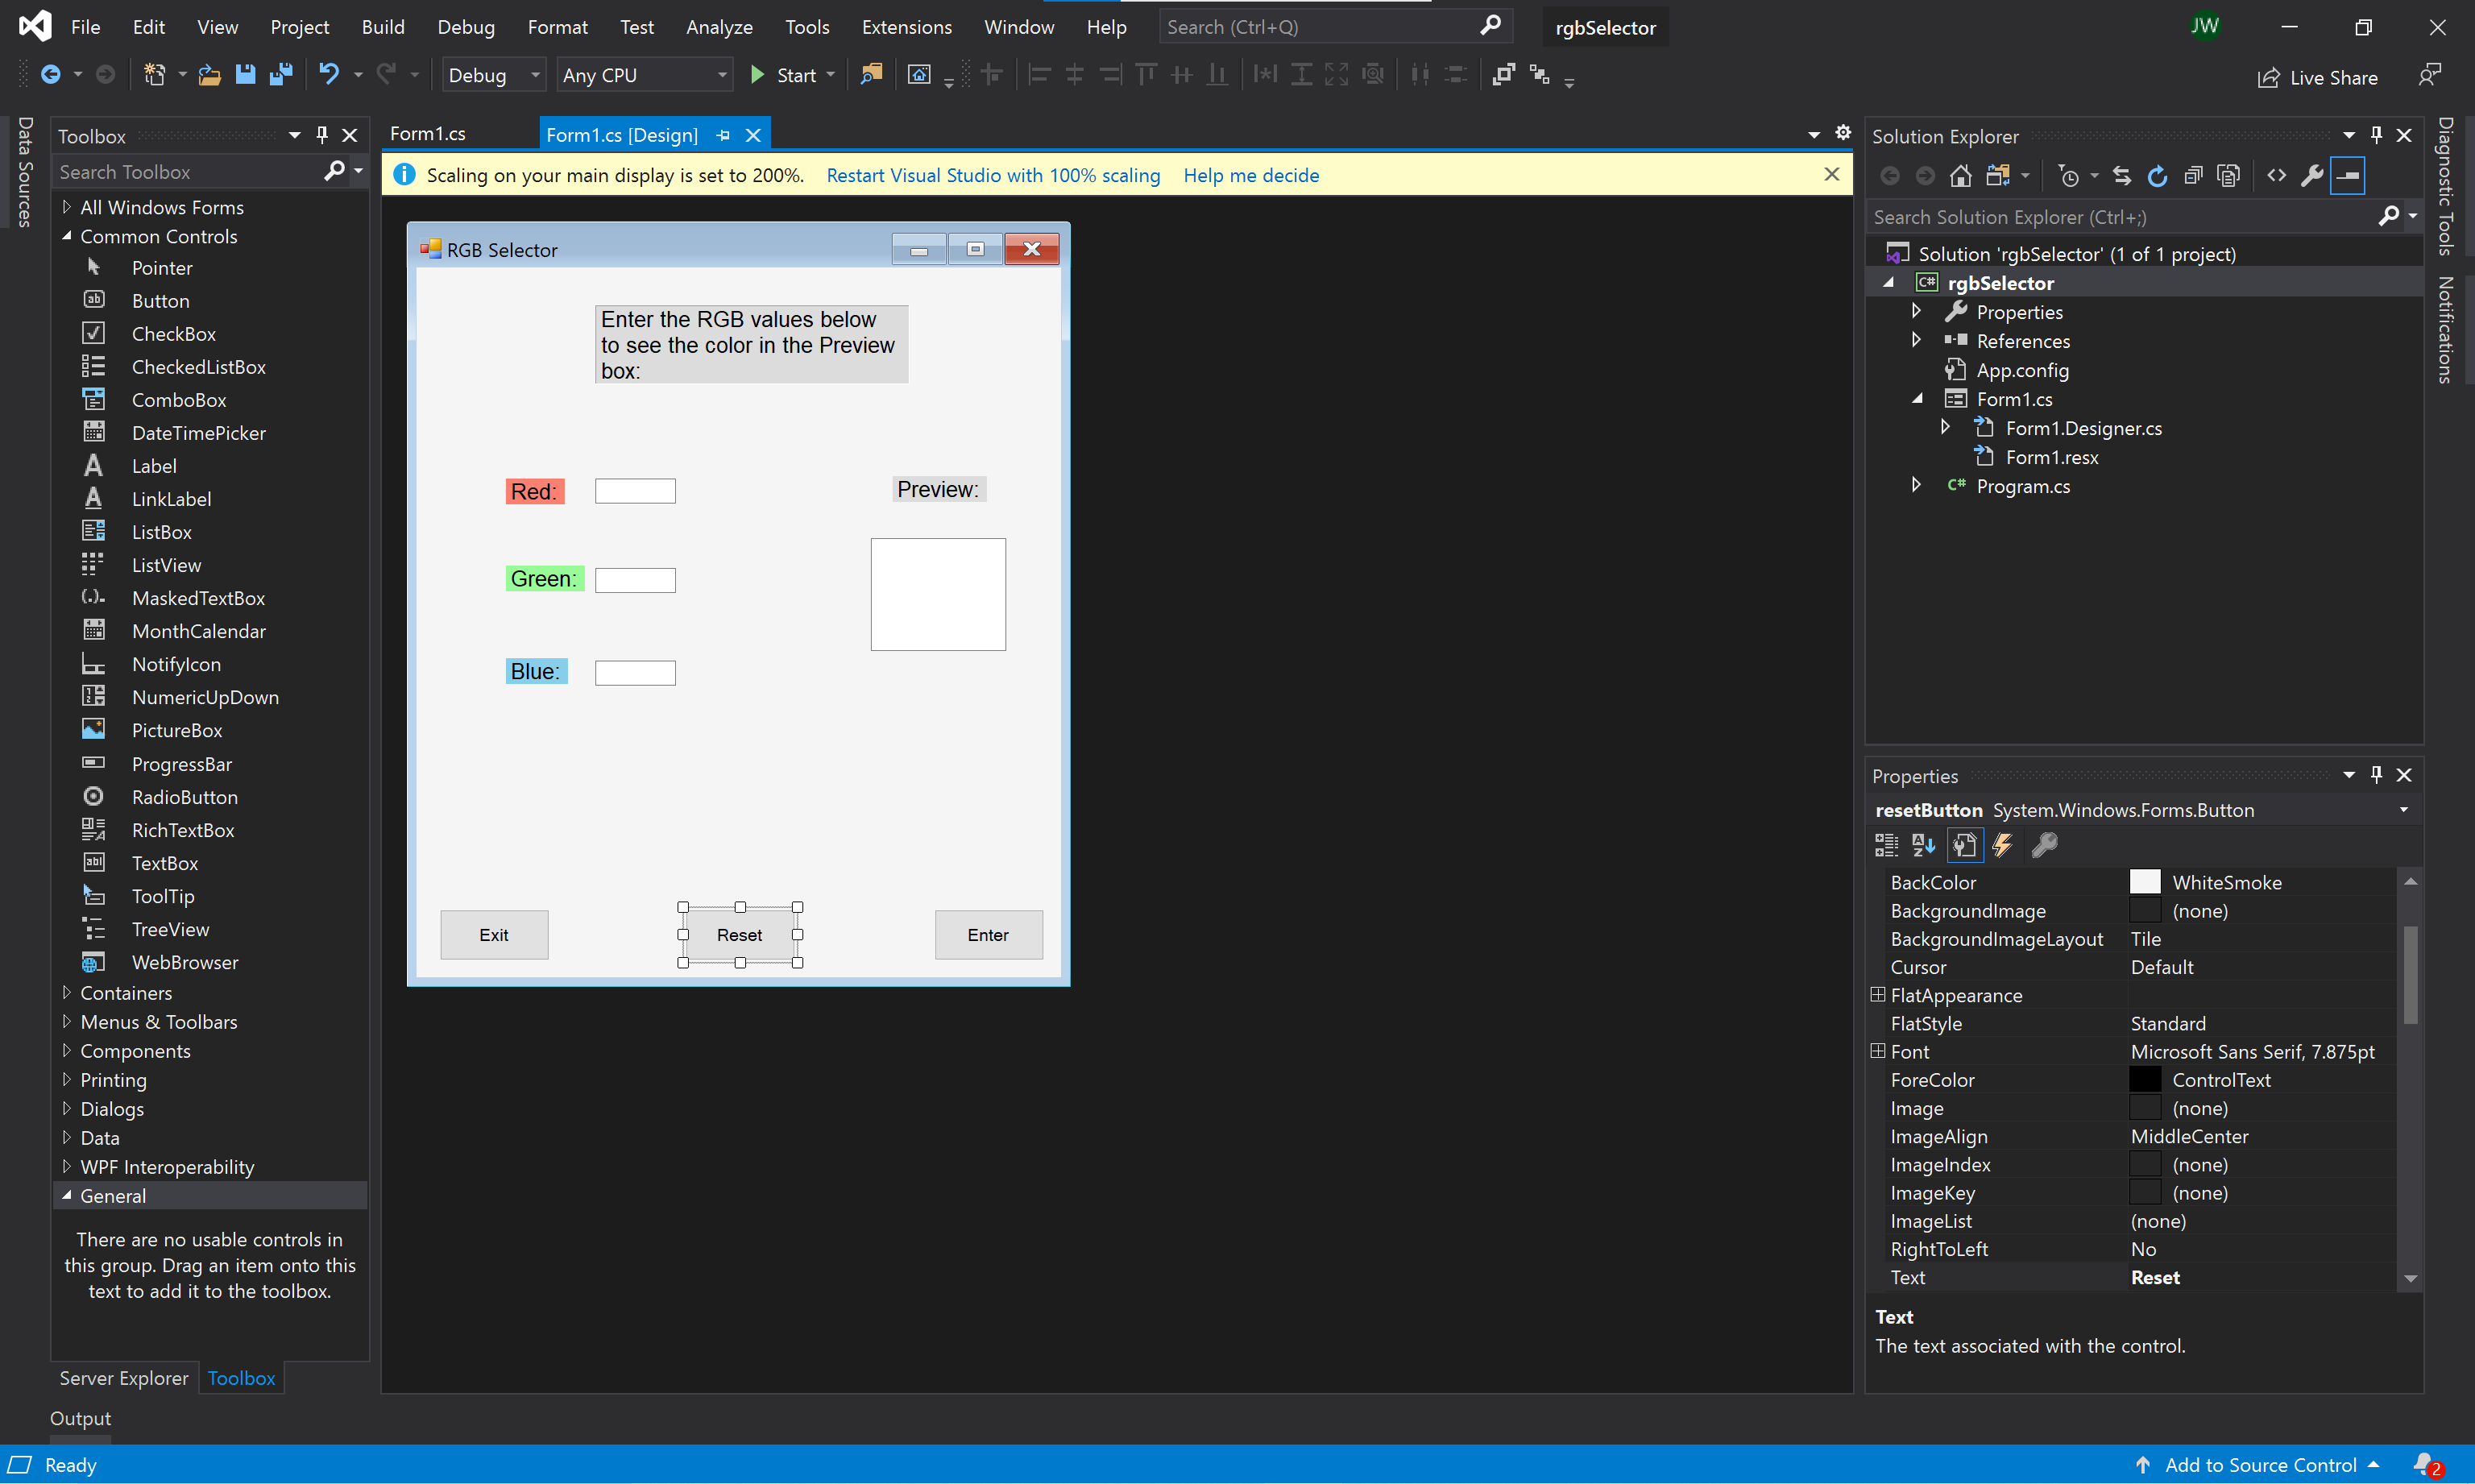 File Edit View Project Build Debug Format Test Analyze Tools Extensions Window Help Search (Ctrl+Q) rgbSelector JW
Debug Any CPU Start Live Share
Data Sources
Toolbox
Search Toolbox
All Windows Forms
Common Controls
Pointer
Button
CheckBox
CheckedListBox
ComboBox
DateTimePicker
Label
LinkLabel
ListBox
ListView
MaskedTextBox
MonthCalendar
NotifyIcon
NumericUpDown
PictureBox
ProgressBar
RadioButton
RichTextBox
TextBox
ToolTip
TreeView
WebBrowser
Containers
Menus & Toolbars
Components
Printing
Dialogs
Data
WPF Interoperability
General
There are no usable controls in
this group. Drag an item onto this
text to add it to the toolbox.
Server Explorer Toolbox
Output
Form1.cs Form1.cs [Design]
Scaling on your main display is set to 200%. Restart Visual Studio with 100% scaling Help me decide
RGB Selector
Enter the RGB values below
to see the color in the Preview
box:
Red:
Preview:
Green:
Blue:
Exit Reset Enter
Solution Explorer
Search Solution Explorer (Ctrl+;)
Solution 'rgbSelector' (1 of 1 project)
C# rgbSelector
Properties
References
App.config
Form1.cs
Form1.Designer.cs
Form1.resx
C# Program.cs
Properties
resetButton System.Windows.Forms.Button
BackColor WhiteSmoke
BackgroundImage (none)
BackgroundImageLayout Tile
Cursor Default
FlatAppearance
FlatStyle Standard
Font Microsoft Sans Serif, 7.875pt
ForeColor ControlText
Image (none)
ImageAlign MiddleCenter
ImageIndex (none)
ImageKey (none)
ImageList (none)
RightToLeft No
Text Reset
Text
The text associated with the control.
Diagnostic Tools
Notifications
Ready Add to Source Control 2